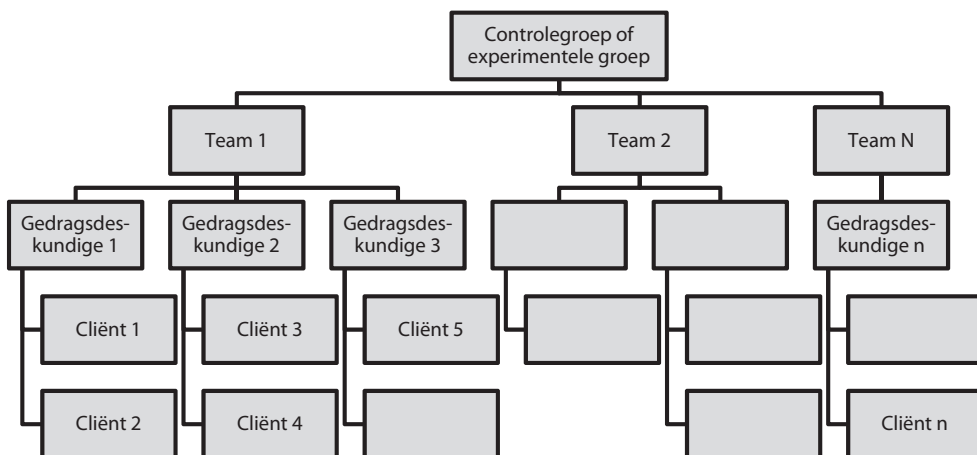 Controlegroep of
experimentele groep
Team 1
Team 2
Team N
Gedragsdes-
kundige 1
Gedragsdes-
kundige 2
Gedragsdes-
kundige 3
Gedragsdes-
kundige n
Cliënt 1
Cliënt 3
Cliënt 5
Cliënt 2
Cliënt 4
Cliënt n